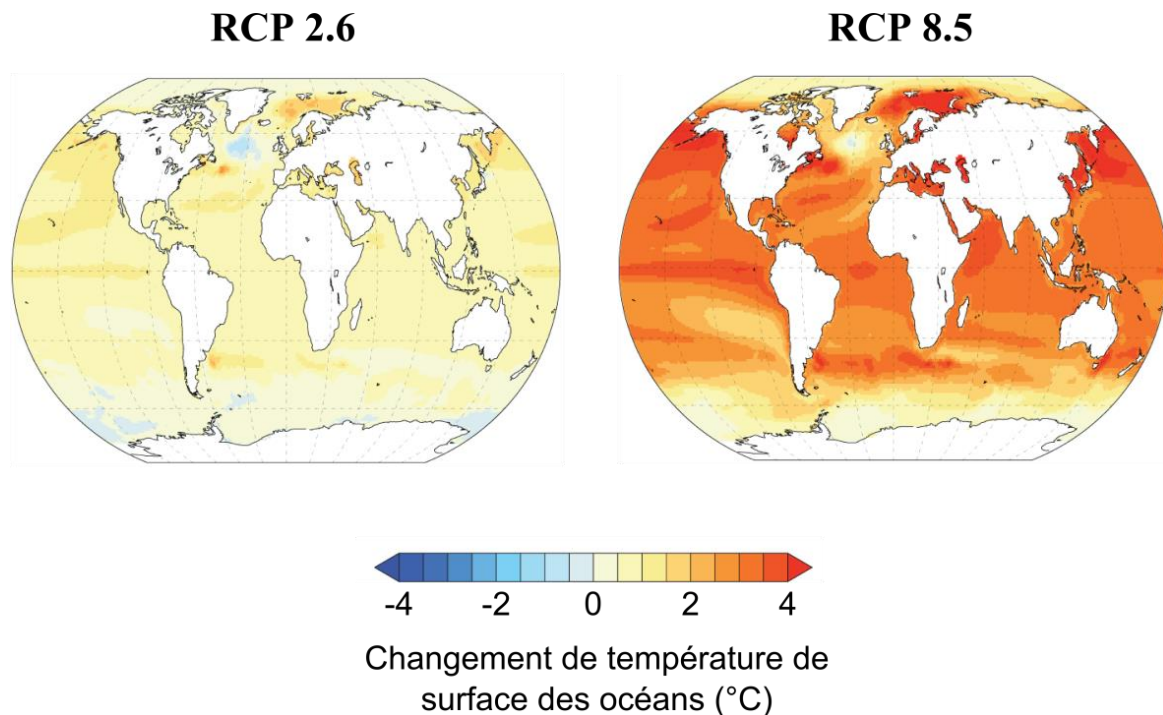 RCP 2.6
RCP 8.5
-4 -2 0 2 4
Changement de température de
surface des océans (°C)